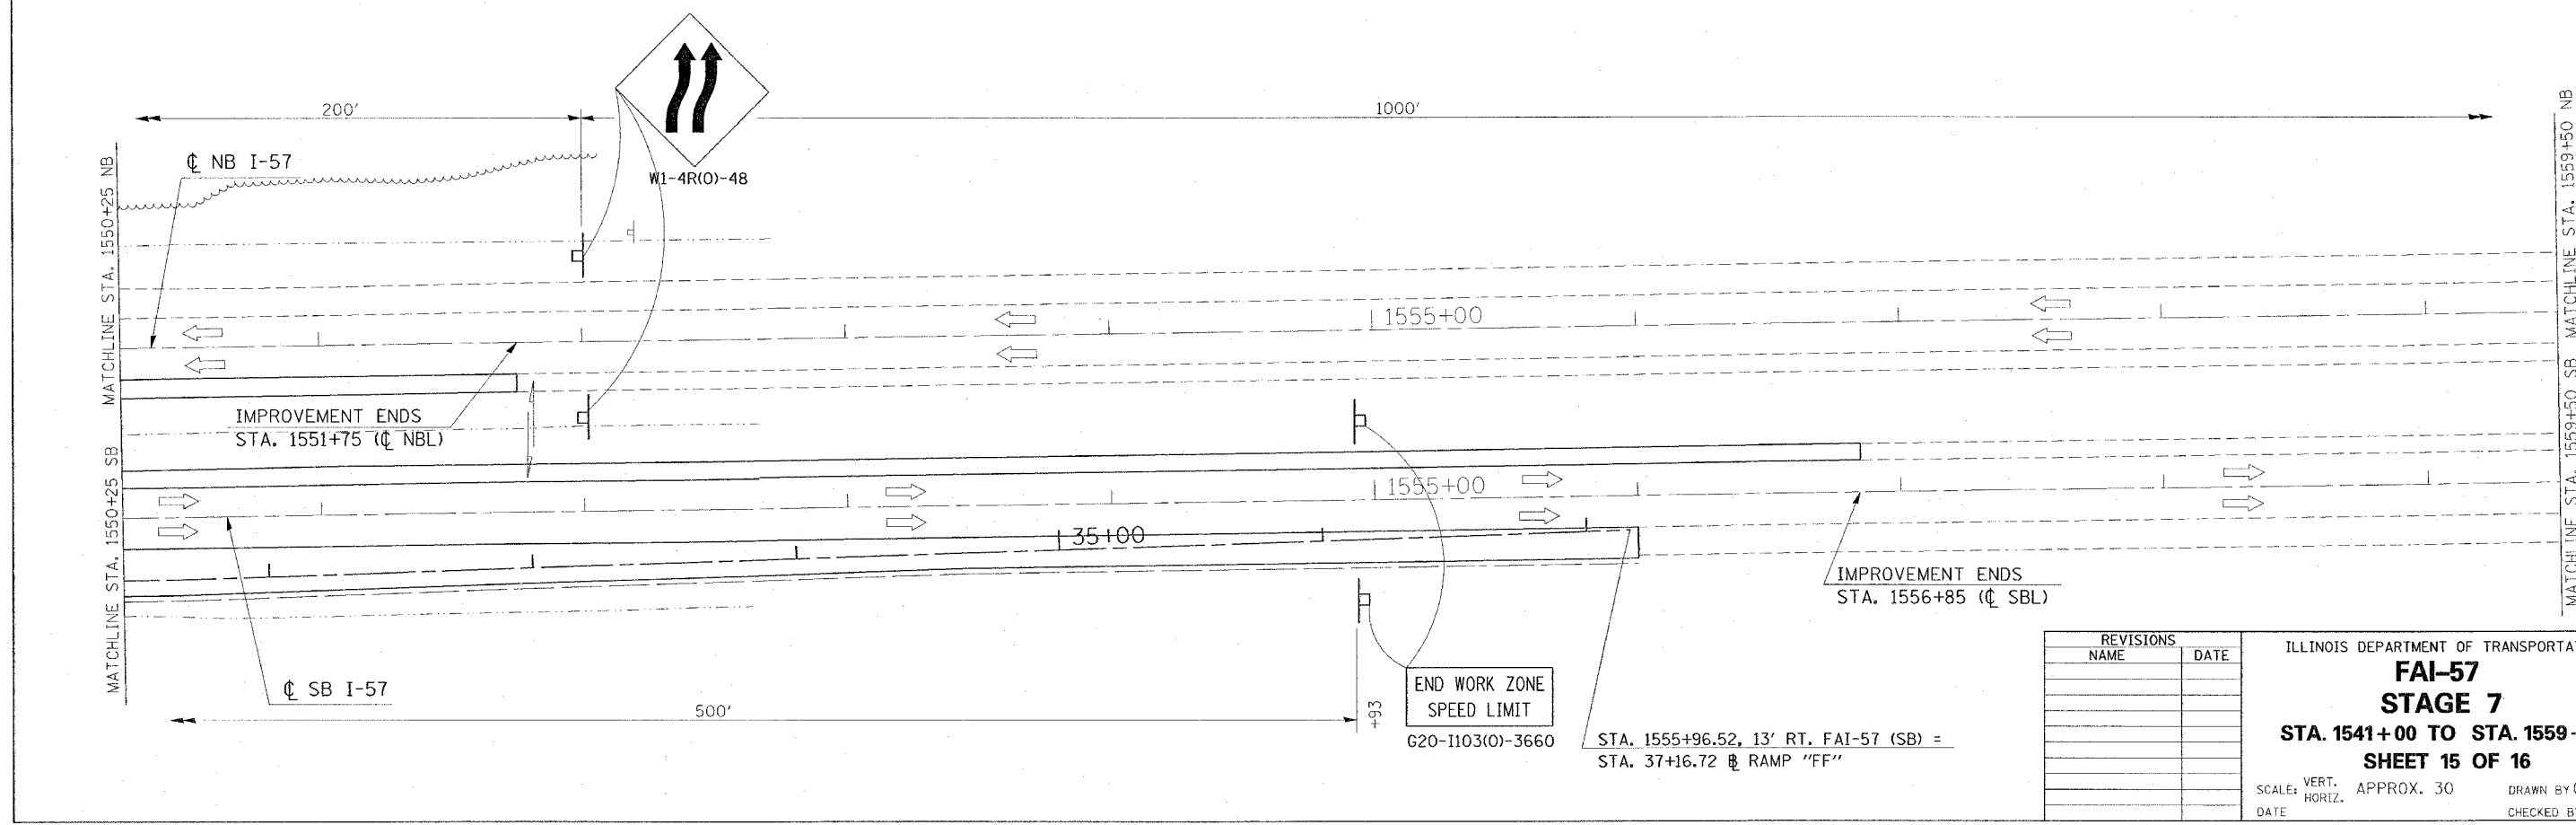 200'
1000'
W1-4R(O)-48
℄ NB I-57
MATCHLINE STA. 1550+25 NB
MATCHLINE STA. 1559+50 NB
1555+00
IMPROVEMENT ENDS
STA. 1551+75 (℄ NBL)
MATCHLINE STA. 1550+25 SB
MATCHLINE STA. 1559+50 SB
1555+00
35+00
IMPROVEMENT ENDS
STA. 1556+85 (℄ SBL)
℄ SB I-57
500'
+93
END WORK ZONE
SPEED LIMIT
G20-I103(O)-3660
STA. 1555+96.52, 13' RT. FAI-57 (SB) =
STA. 37+16.72 ⅊ RAMP "FF"
REVISIONS
NAME DATE
ILLINOIS DEPARTMENT OF
FAI-57
STAGE 7
STA. 1541+00 TO STA. 1559
SHEET 15 OF 16
SCALE: VERT. HORIZ. APPROX. 30 DRAWN BY
DATE CHECKED